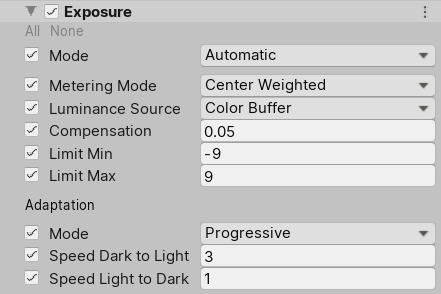 Exposure
All None
Mode Automatic
Metering Mode Center Weighted
Luminance Source Color Buffer
Compensation 0.05
Limit Min -9
Limit Max 9
Adaptation
Mode Progressive
Speed Dark to Light 3
Speed Light to Dark 1